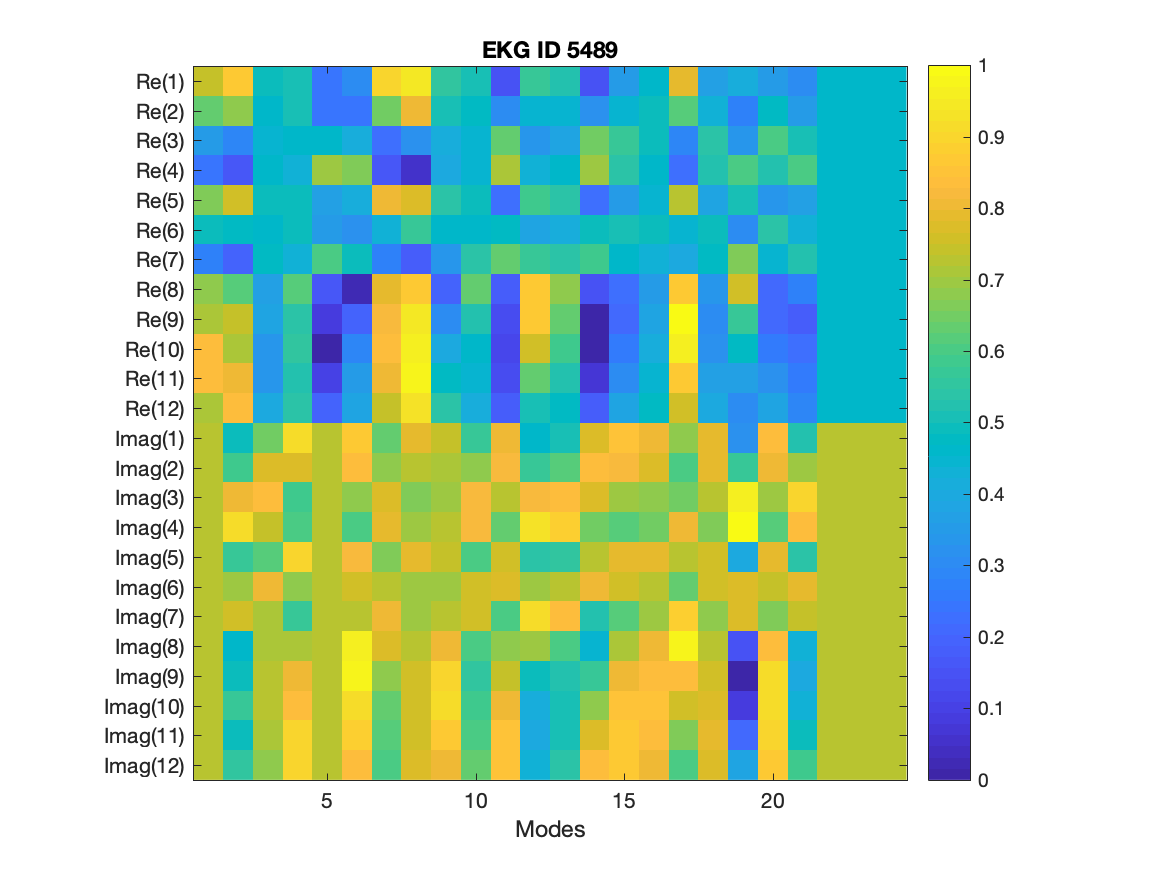 EKG ID 5489
Re(1)
Re(2)
Re(3)
Re(4)
Re(5)
Re(6)
Re(7)
Re(8)
Re(9)
Re(10)
Re(11)
Re(12)
Imag(1)
Imag(2)
Imag(3)
Imag(4)
Imag(5)
Imag(6)
Imag(7)
Imag(8)
Imag(9)
Imag(10)
Imag(11)
Imag(12)
5 10 15 20
Modes
1
0.9
0.8
0.7
0.6
0.5
0.4
0.3
0.2
0.1
0